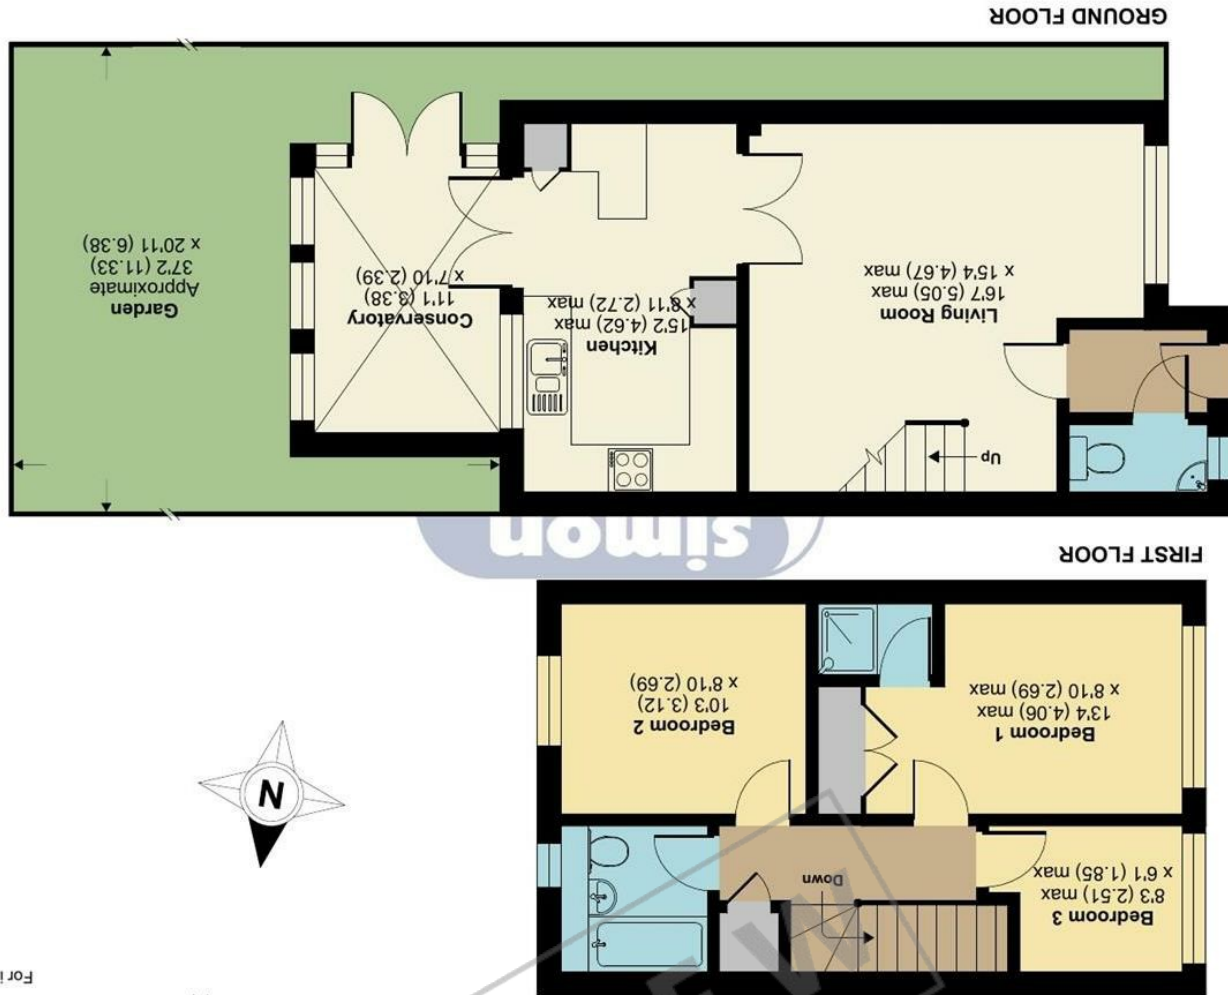 For
Bedroom 3
8'3 (2.51) max
x 6'1 (1.85) max
Down
Bedroom 1
13'4 (4.06) max
x 8'10 (2.69) max
Bedroom 2
10'3 (3.12)
x 8'10 (2.69)
N
FIRST FLOOR
simon
Up
Living Room
16'7 (5.05) max
x 15'4 (4.67) max
Kitchen
15'2 (4.62) max
x 8'11 (2.72) max
Conservatory
11'1 (3.38)
x 7'10 (2.39)
Garden
Approximate
37'2 (11.33)
x 20'11 (6.38)
GROUND FLOOR